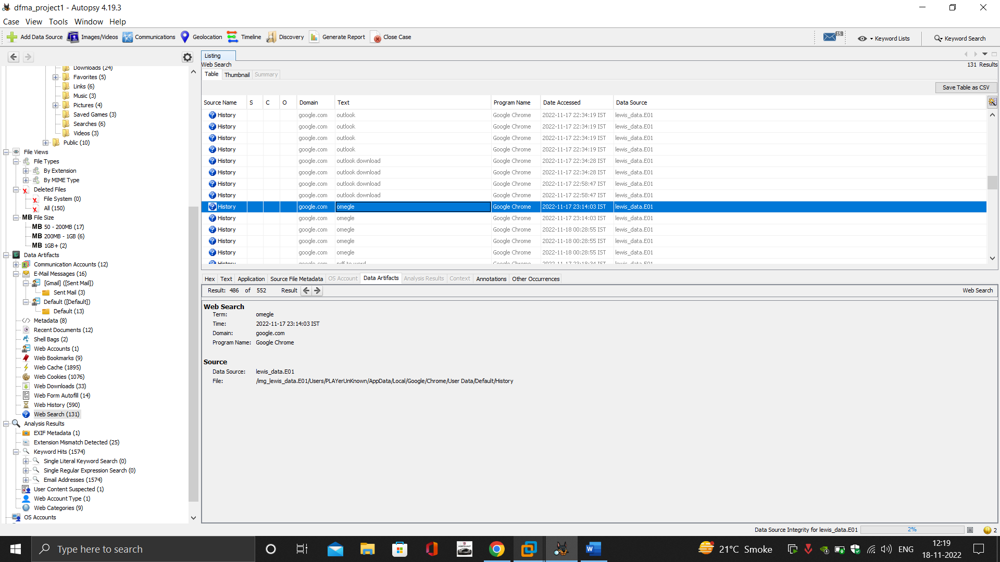 dfma_project1 - Autopsy 4.19.3
Case View Tools Window Help
Add Data Source Images/Videos Communications Geolocation Timeline Discovery Generate Report Close Case 15 Keyword Lists Keyword Search
Downloads (24)
Favorites (5)
Links (6)
Music (3)
Pictures (4)
Saved Games (3)
Searches (6)
Videos (3)
Public (10)
File Views
File Types
By Extension
By MIME Type
Deleted Files
File System (0)
All (150)
MB File Size
MB 50 - 200MB (17)
MB 200MB - 1GB (6)
MB 1GB+ (2)
Data Artifacts
Communication Accounts (12)
E-Mail Messages (16)
[Gmail] ([Sent Mail])
Sent Mail (3)
Default ([Default])
Default (13)
Metadata (8)
Recent Documents (12)
Shell Bags (2)
Web Accounts (1)
Web Bookmarks (9)
Web Cache (1895)
Web Cookies (1076)
Web Downloads (33)
Web Form Autofill (14)
Web History (590)
Web Search (131)
Analysis Results
EXIF Metadata (1)
Extension Mismatch Detected (25)
Keyword Hits (1574)
Single Literal Keyword Search (0)
Single Regular Expression Search (0)
Email Addresses (1574)
User Content Suspected (1)
Web Account Type (1)
Web Categories (9)
OS Accounts
Listing
Web Search 131 Results
Table Thumbnail Summary
Save Table as CSV
Source Name S C O Domain Text Program Name Date Accessed Data Source
History google.com outlook Google Chrome 2022-11-17 22:34:19 IST lewis_data.E01
History google.com outlook Google Chrome 2022-11-17 22:34:19 IST lewis_data.E01
History google.com outlook Google Chrome 2022-11-17 22:34:19 IST lewis_data.E01
History google.com outlook Google Chrome 2022-11-17 22:34:19 IST lewis_data.E01
History google.com outlook download Google Chrome 2022-11-17 22:34:28 IST lewis_data.E01
History google.com outlook download Google Chrome 2022-11-17 22:34:28 IST lewis_data.E01
History google.com outlook download Google Chrome 2022-11-17 22:58:47 IST lewis_data.E01
History google.com outlook download Google Chrome 2022-11-17 22:58:47 IST lewis_data.E01
History google.com omegle Google Chrome 2022-11-17 23:14:03 IST lewis_data.E01
History google.com omegle Google Chrome 2022-11-17 23:14:03 IST lewis_data.E01
History google.com omegle Google Chrome 2022-11-18 00:28:55 IST lewis_data.E01
History google.com omegle Google Chrome 2022-11-18 00:28:55 IST lewis_data.E01
History google.com omegle Google Chrome 2022-11-18 00:28:55 IST lewis_data.E01
Hex Text Application Source File Metadata OS Account Data Artifacts Analysis Results Context Annotations Other Occurrences
Result: 486 of 552 Result Web Search
Web Search
Term: omegle
Time: 2022-11-17 23:14:03 IST
Domain: google.com
Program Name: Google Chrome
Source
Data Source: lewis_data.E01
File: /img_lewis_data.E01/Users/PLAYerUnKnown/AppData/Local/Google/Chrome/User Data/Default/History
Data Source Integrity for lewis_data.E01 2% 2
Type here to search
21°C Smoke ENG
12:19
18-11-2022